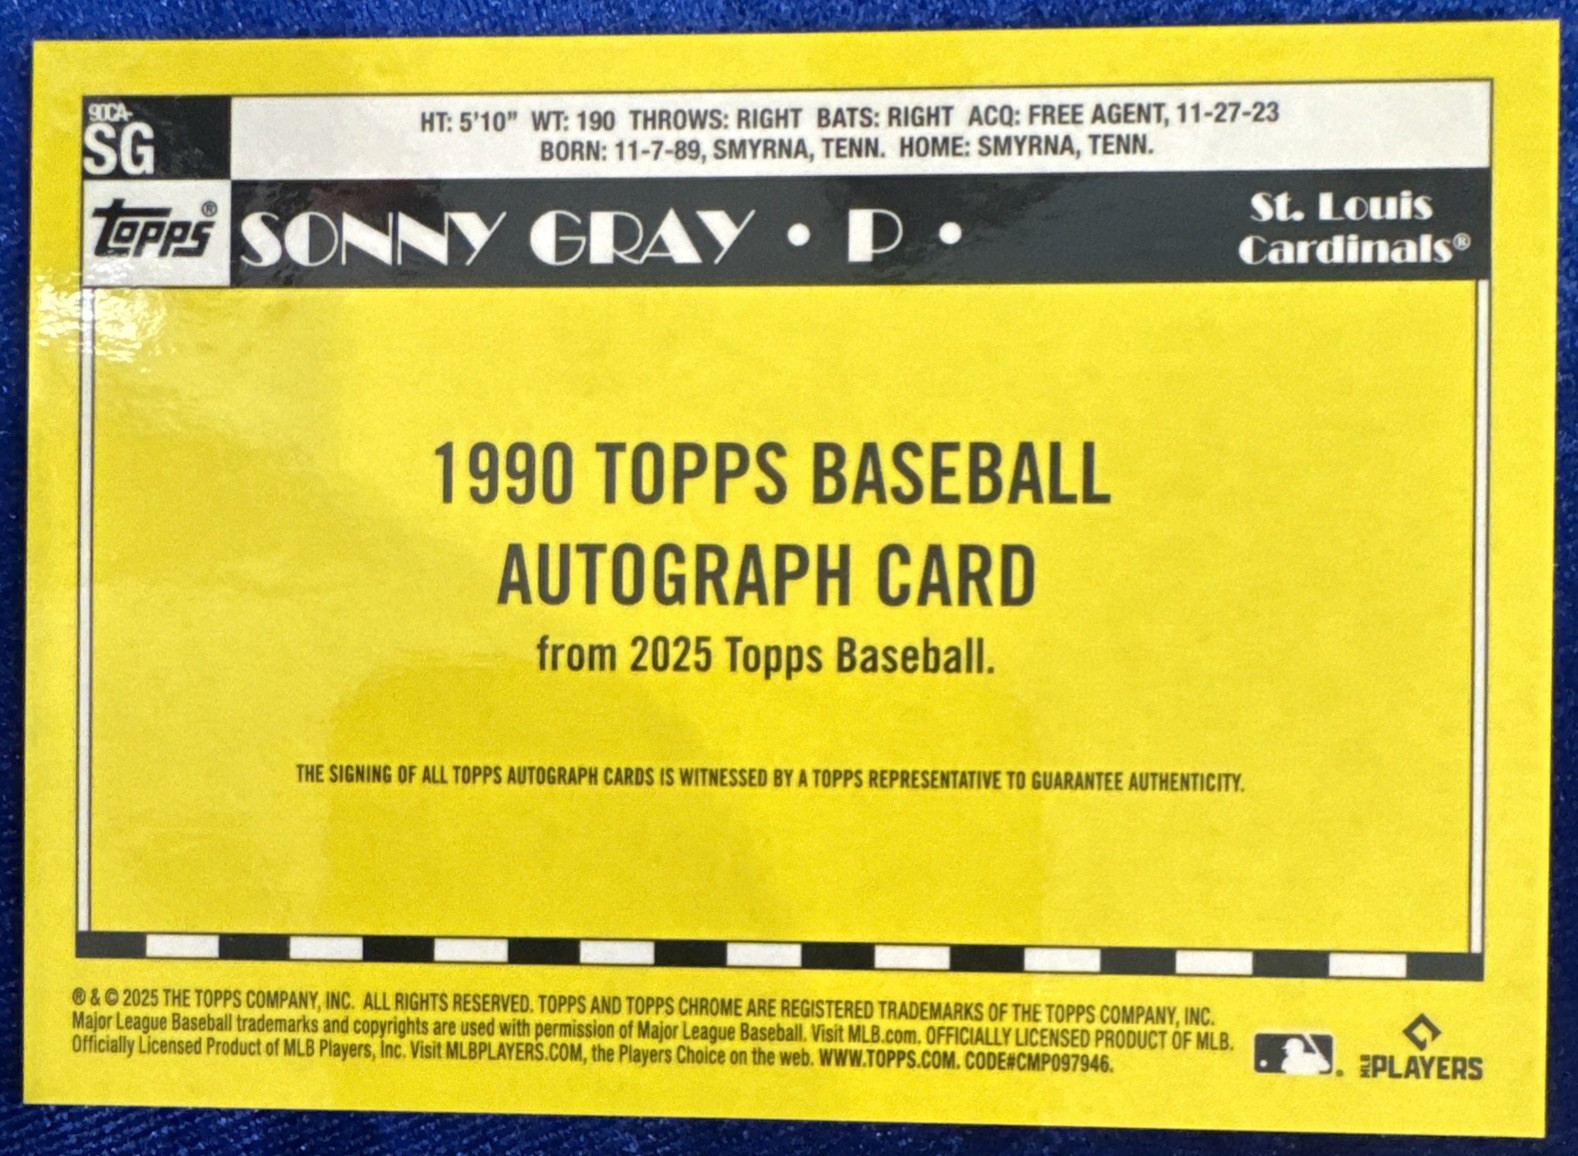 90CA-
SG
HT: 5'10" WT: 190 THROWS: RIGHT BATS: RIGHT ACQ: FREE AGENT, 11-27-23
BORN: 11-7-89, SMYRNA, TENN. HOME: SMYRNA, TENN.
topps®
SONNY GRAY • P •
St. Louis
Cardinals®
1990 TOPPS BASEBALL
AUTOGRAPH CARD
from 2025 Topps Baseball.
THE SIGNING OF ALL TOPPS AUTOGRAPH CARDS IS WITNESSED BY A TOPPS REPRESENTATIVE TO GUARANTEE AUTHENTICITY.
® & © 2025 THE TOPPS COMPANY, INC. ALL RIGHTS RESERVED. TOPPS AND TOPPS CHROME ARE REGISTERED TRADEMARKS OF THE TOPPS COMPANY, INC.
Major League Baseball trademarks and copyrights are used with permission of Major League Baseball. Visit MLB.com. OFFICIALLY LICENSED PRODUCT OF MLB.
Officially Licensed Product of MLB Players, Inc. Visit MLBPLAYERS.COM, the Players Choice on the web. WWW.TOPPS.COM. CODE#CMP097946.
MLB PLAYERS